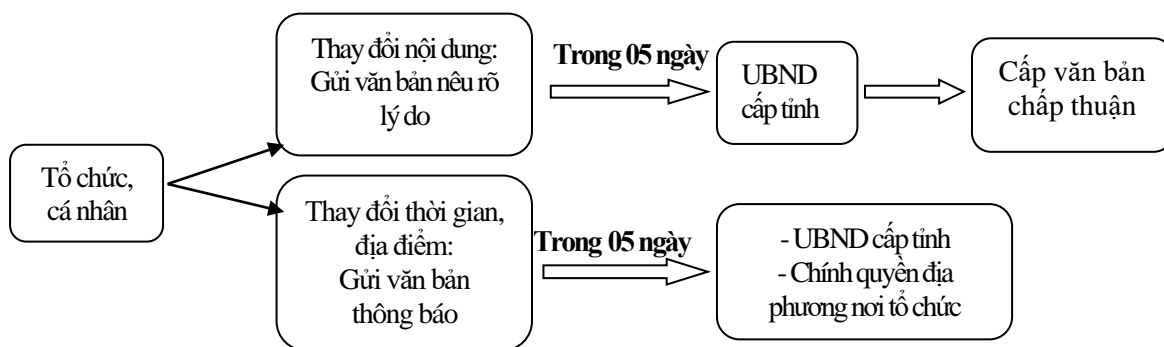 Tổ chức,
cá nhân
Thay đổi nội dung:
Gửi văn bản nêu rõ
lý do
Trong 05 ngày
UBND
cấp tỉnh
Cấp văn bản
chấp thuận
Thay đổi thời gian,
địa điểm:
Gửi văn bản
thông báo
Trong 05 ngày
- UBND cấp tỉnh
- Chính quyền địa
phương nơi tổ chức